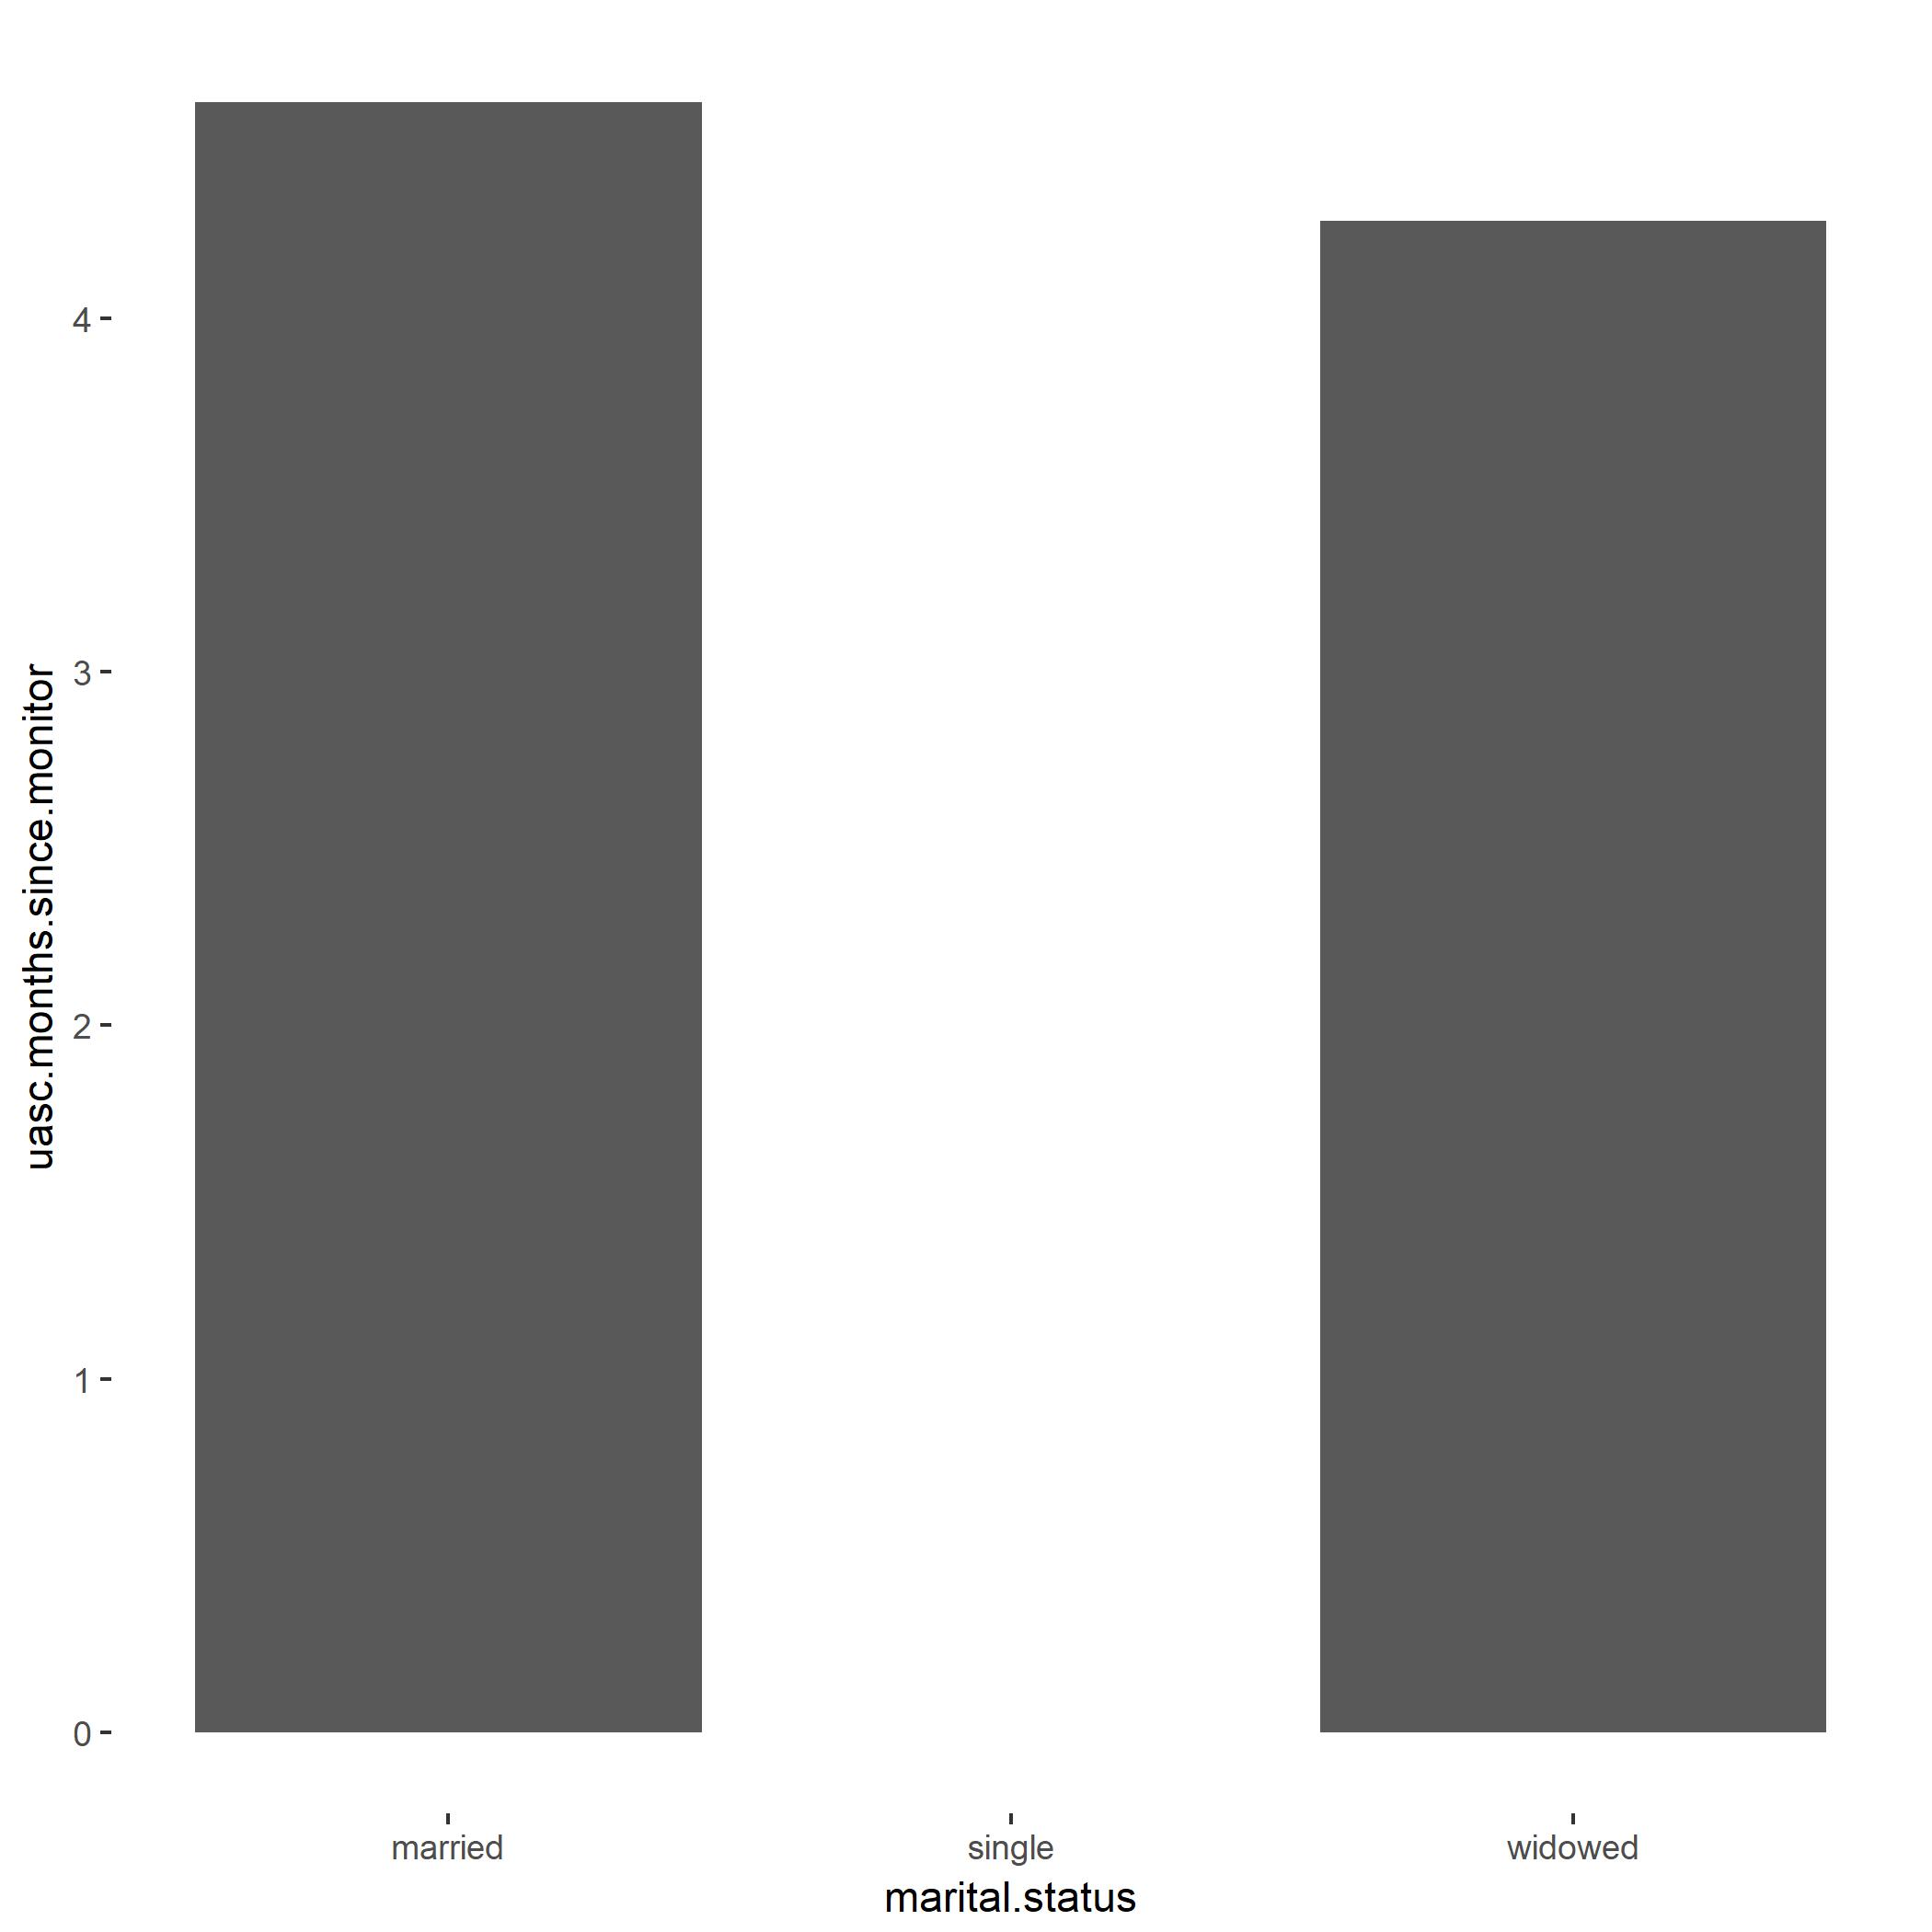 uasc.months.since.monitor
4
3
2
1
0
married
single
widowed
marital.status